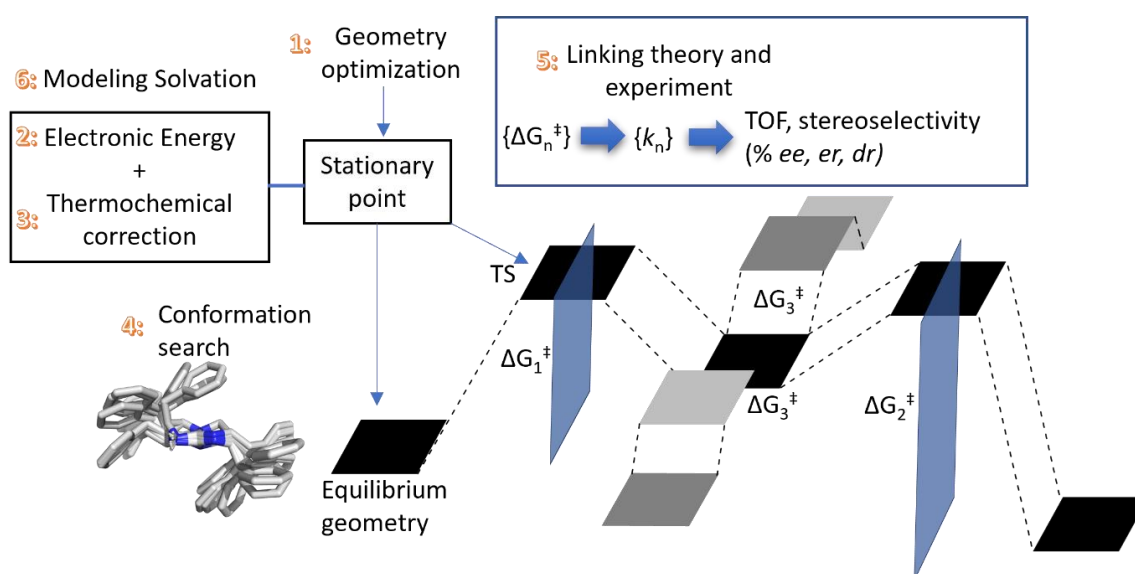 1: Geometry
optimization
6: Modeling Solvation
2: Electronic Energy
+
3: Thermochemical
correction
Stationary
point
5: Linking theory and
experiment
{ΔGₙ‡} {kₙ} TOF, stereoselectivity
(% ee, er, dr)
TS
4: Conformation
search
ΔG₁‡
ΔG₃‡
ΔG₃‡
ΔG₂‡
Equilibrium
geometry